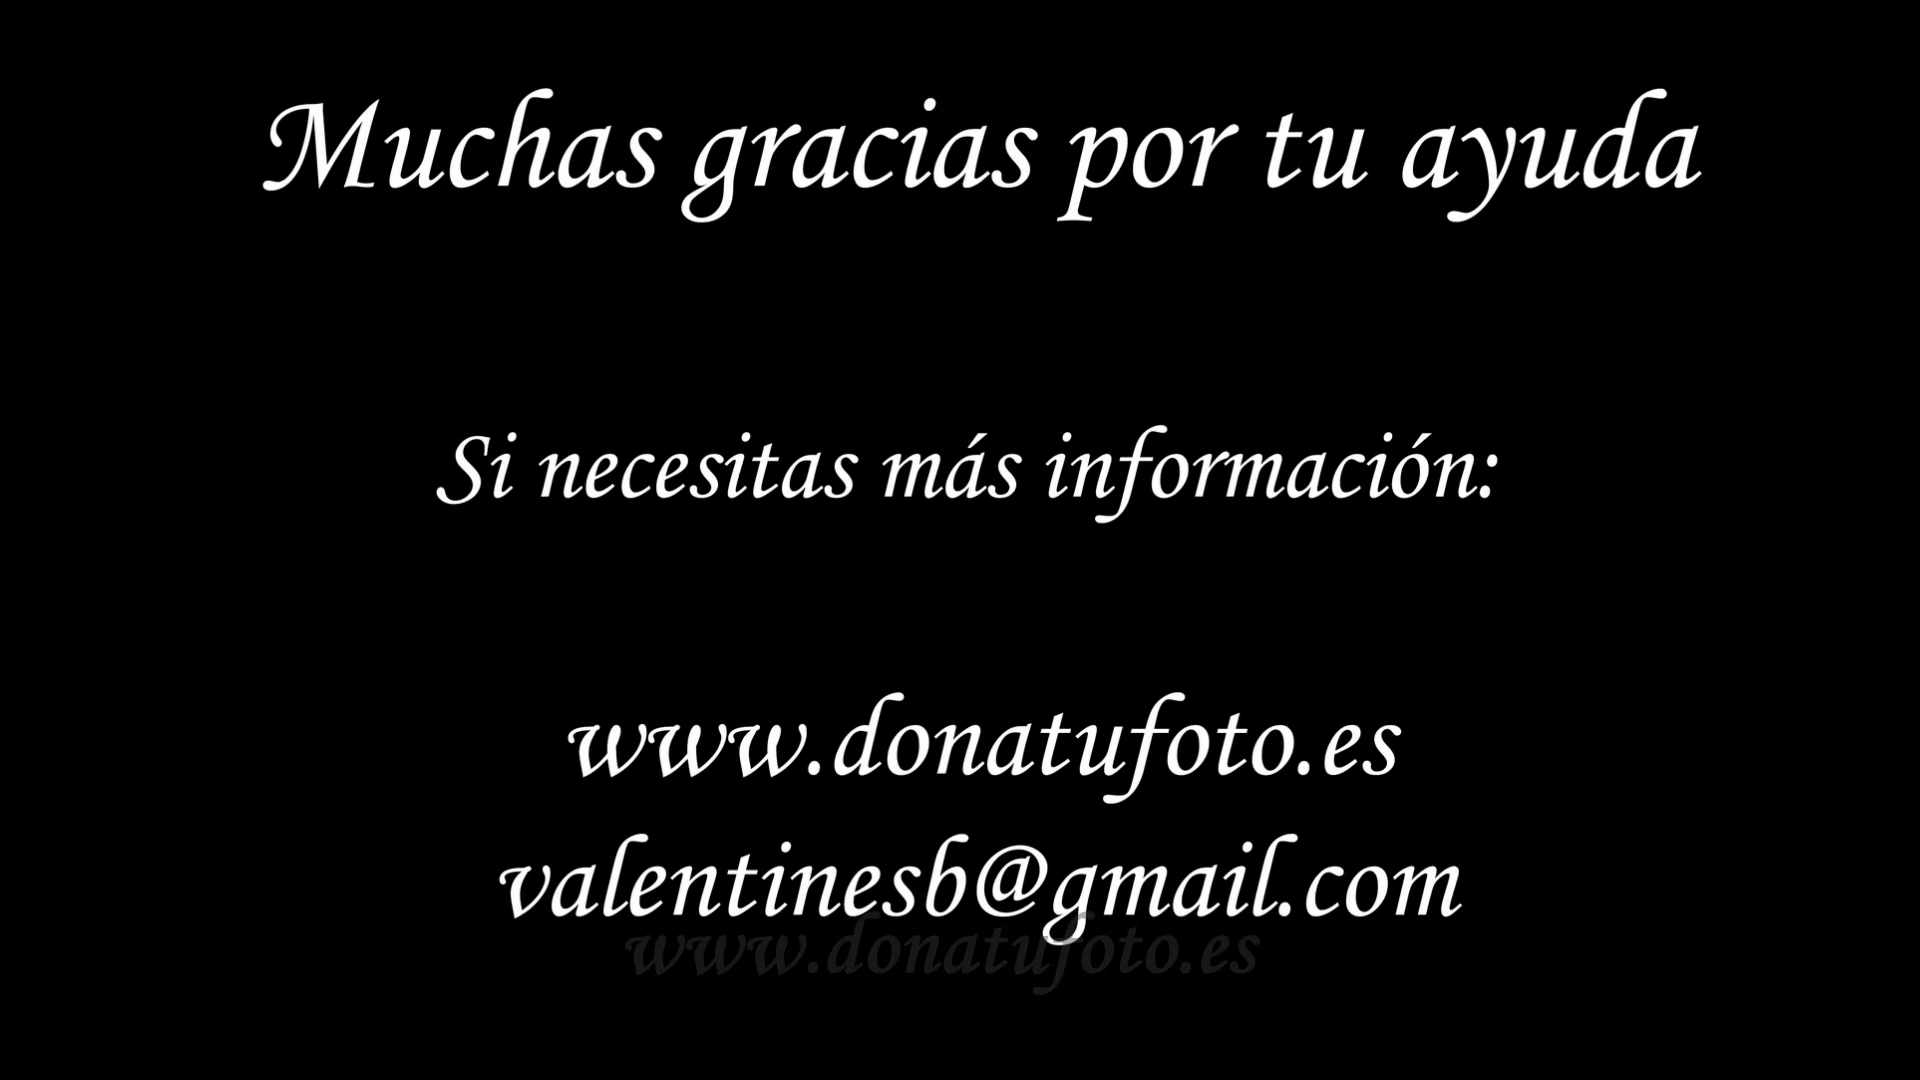 Muchas gracias por tu ayuda
Si necesitas más información:
www.donatufoto.es
valentinesb@gmail.com
www.donatufoto.es